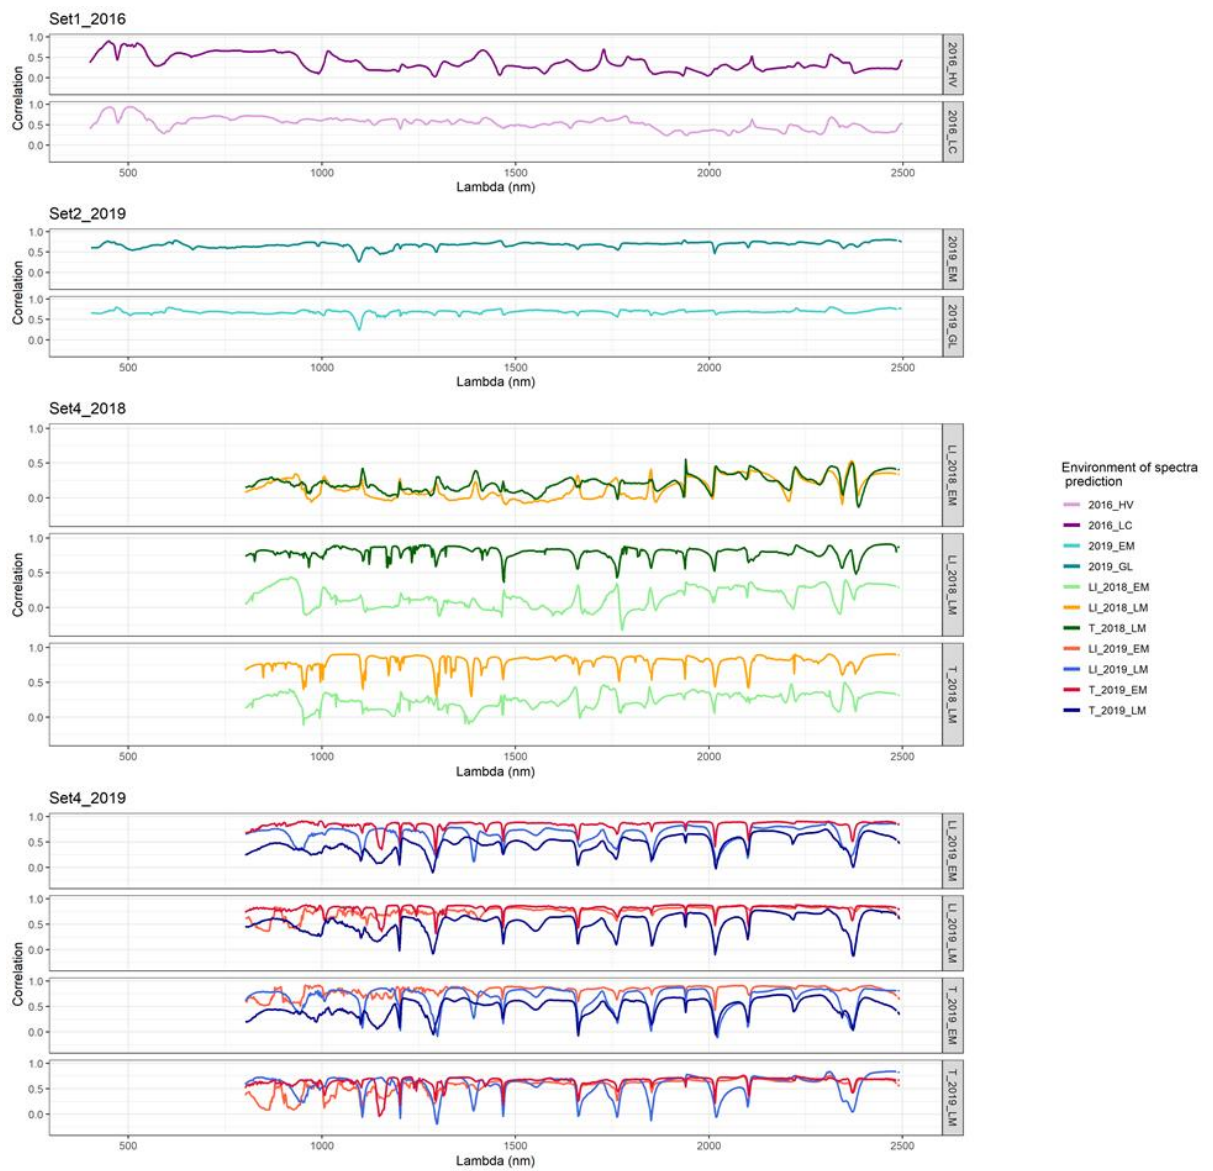 Set1_2016
1.0
0.5
0.0
2016_HV
1.0
0.5
0.0
2016_LC
Correlation
500
1000
1500
2000
2500
Lambda (nm)
Set2_2019
1.0
0.5
0.0
2019_EM
1.0
0.5
0.0
2019_GL
Correlation
500
1000
1500
2000
2500
Lambda (nm)
Set4_2018
1.0
0.5
0.0
LI_2018_EM
1.0
0.5
0.0
LI_2018_LM
1.0
0.5
0.0
T_2018_LM
Correlation
500
1000
1500
2000
2500
Lambda (nm)
Set4_2019
1.0
0.5
0.0
LI_2019_EM
1.0
0.5
0.0
LI_2019_LM
1.0
0.5
0.0
T_2019_EM
1.0
0.5
0.0
T_2019_LM
Correlation
500
1000
1500
2000
2500
Lambda (nm)
Environment of spectra
prediction
2016_HV
2016_LC
2019_EM
2019_GL
LI_2018_EM
LI_2018_LM
T_2018_LM
LI_2019_EM
LI_2019_LM
T_2019_EM
T_2019_LM